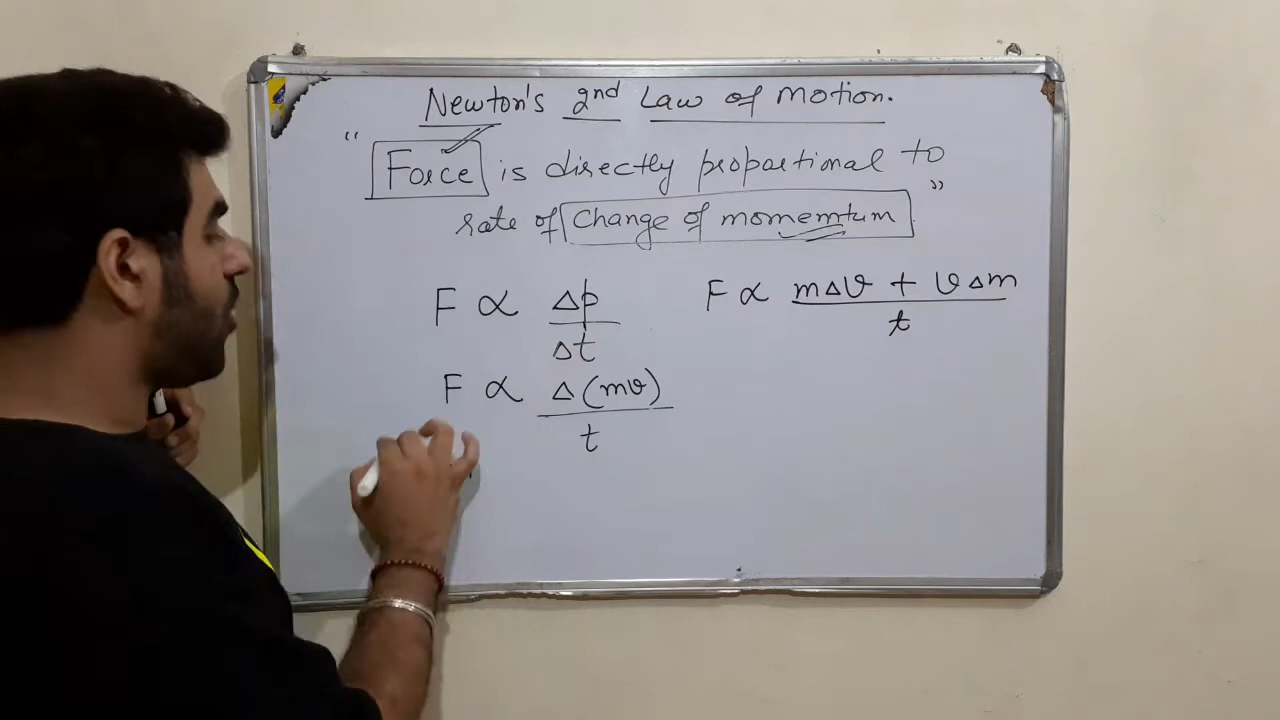 Newton's 2nd Law of motion.
“ Force is directly proportional to
rate of Change of momemtum ”
F ∝ Δp / Δt
F ∝ Δ(mv) / t
F ∝ mΔv + vΔm / t